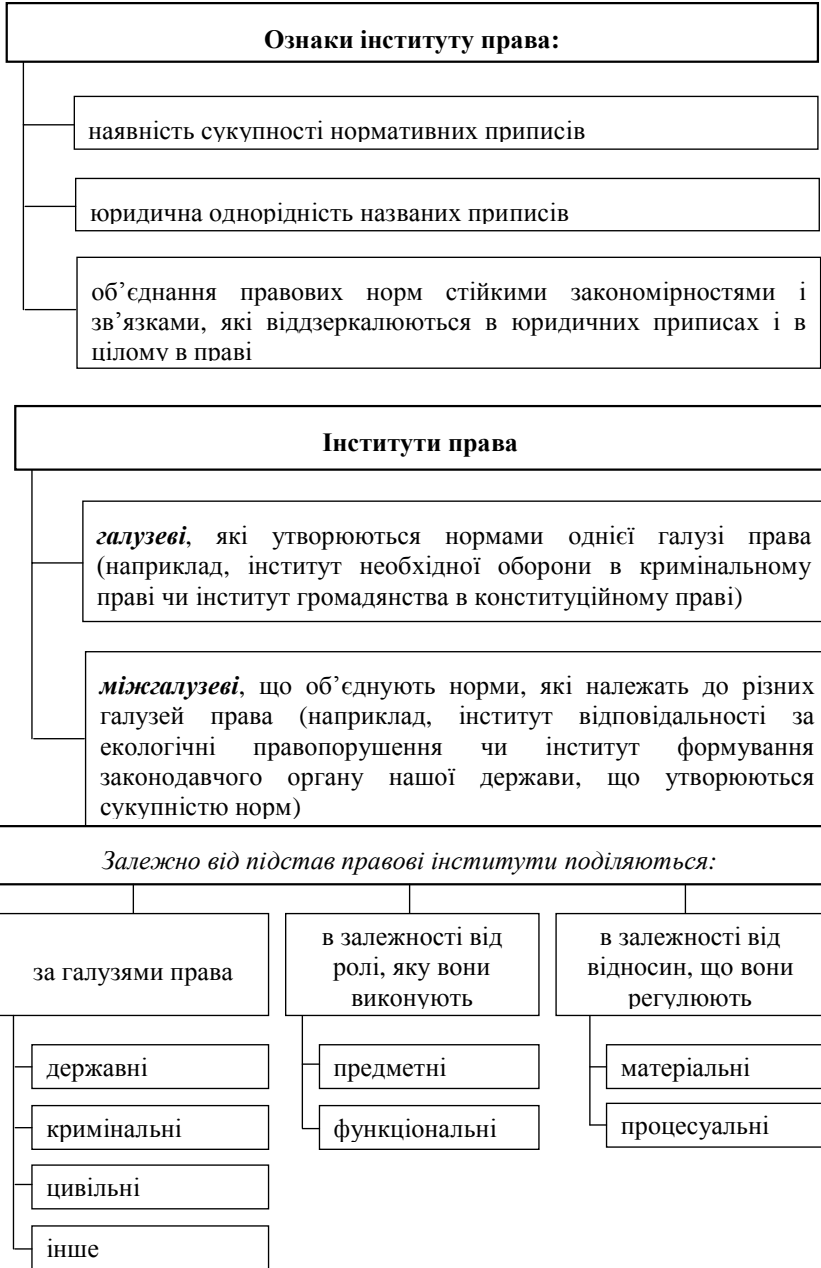 Ознаки інституту права:
наявність сукупності нормативних приписів
юридична однорідність названих приписів
об’єднання правових норм стійкими закономірностями і
зв’язками, які віддзеркалюються в юридичних приписах і в
цілому в праві
Інститути права
галузеві, які утворюються нормами однієї галузі права
(наприклад, інститут необхідної оборони в кримінальному
праві чи інститут громадянства в конституційному праві)
міжгалузеві, що об’єднують норми, які належать до різних
галузей права (наприклад, інститут відповідальності за
екологічні правопорушення чи інститут формування
законодавчого органу нашої держави, що утворюються
сукупністю норм)
Залежно від підстав правові інститути поділяються:
за галузями права
державні
кримінальні
цивільні
інше
в залежності від
ролі, яку вони
виконують
предметні
функціональні
в залежності від
відносин, що вони
регулюють
матеріальні
процесуальні